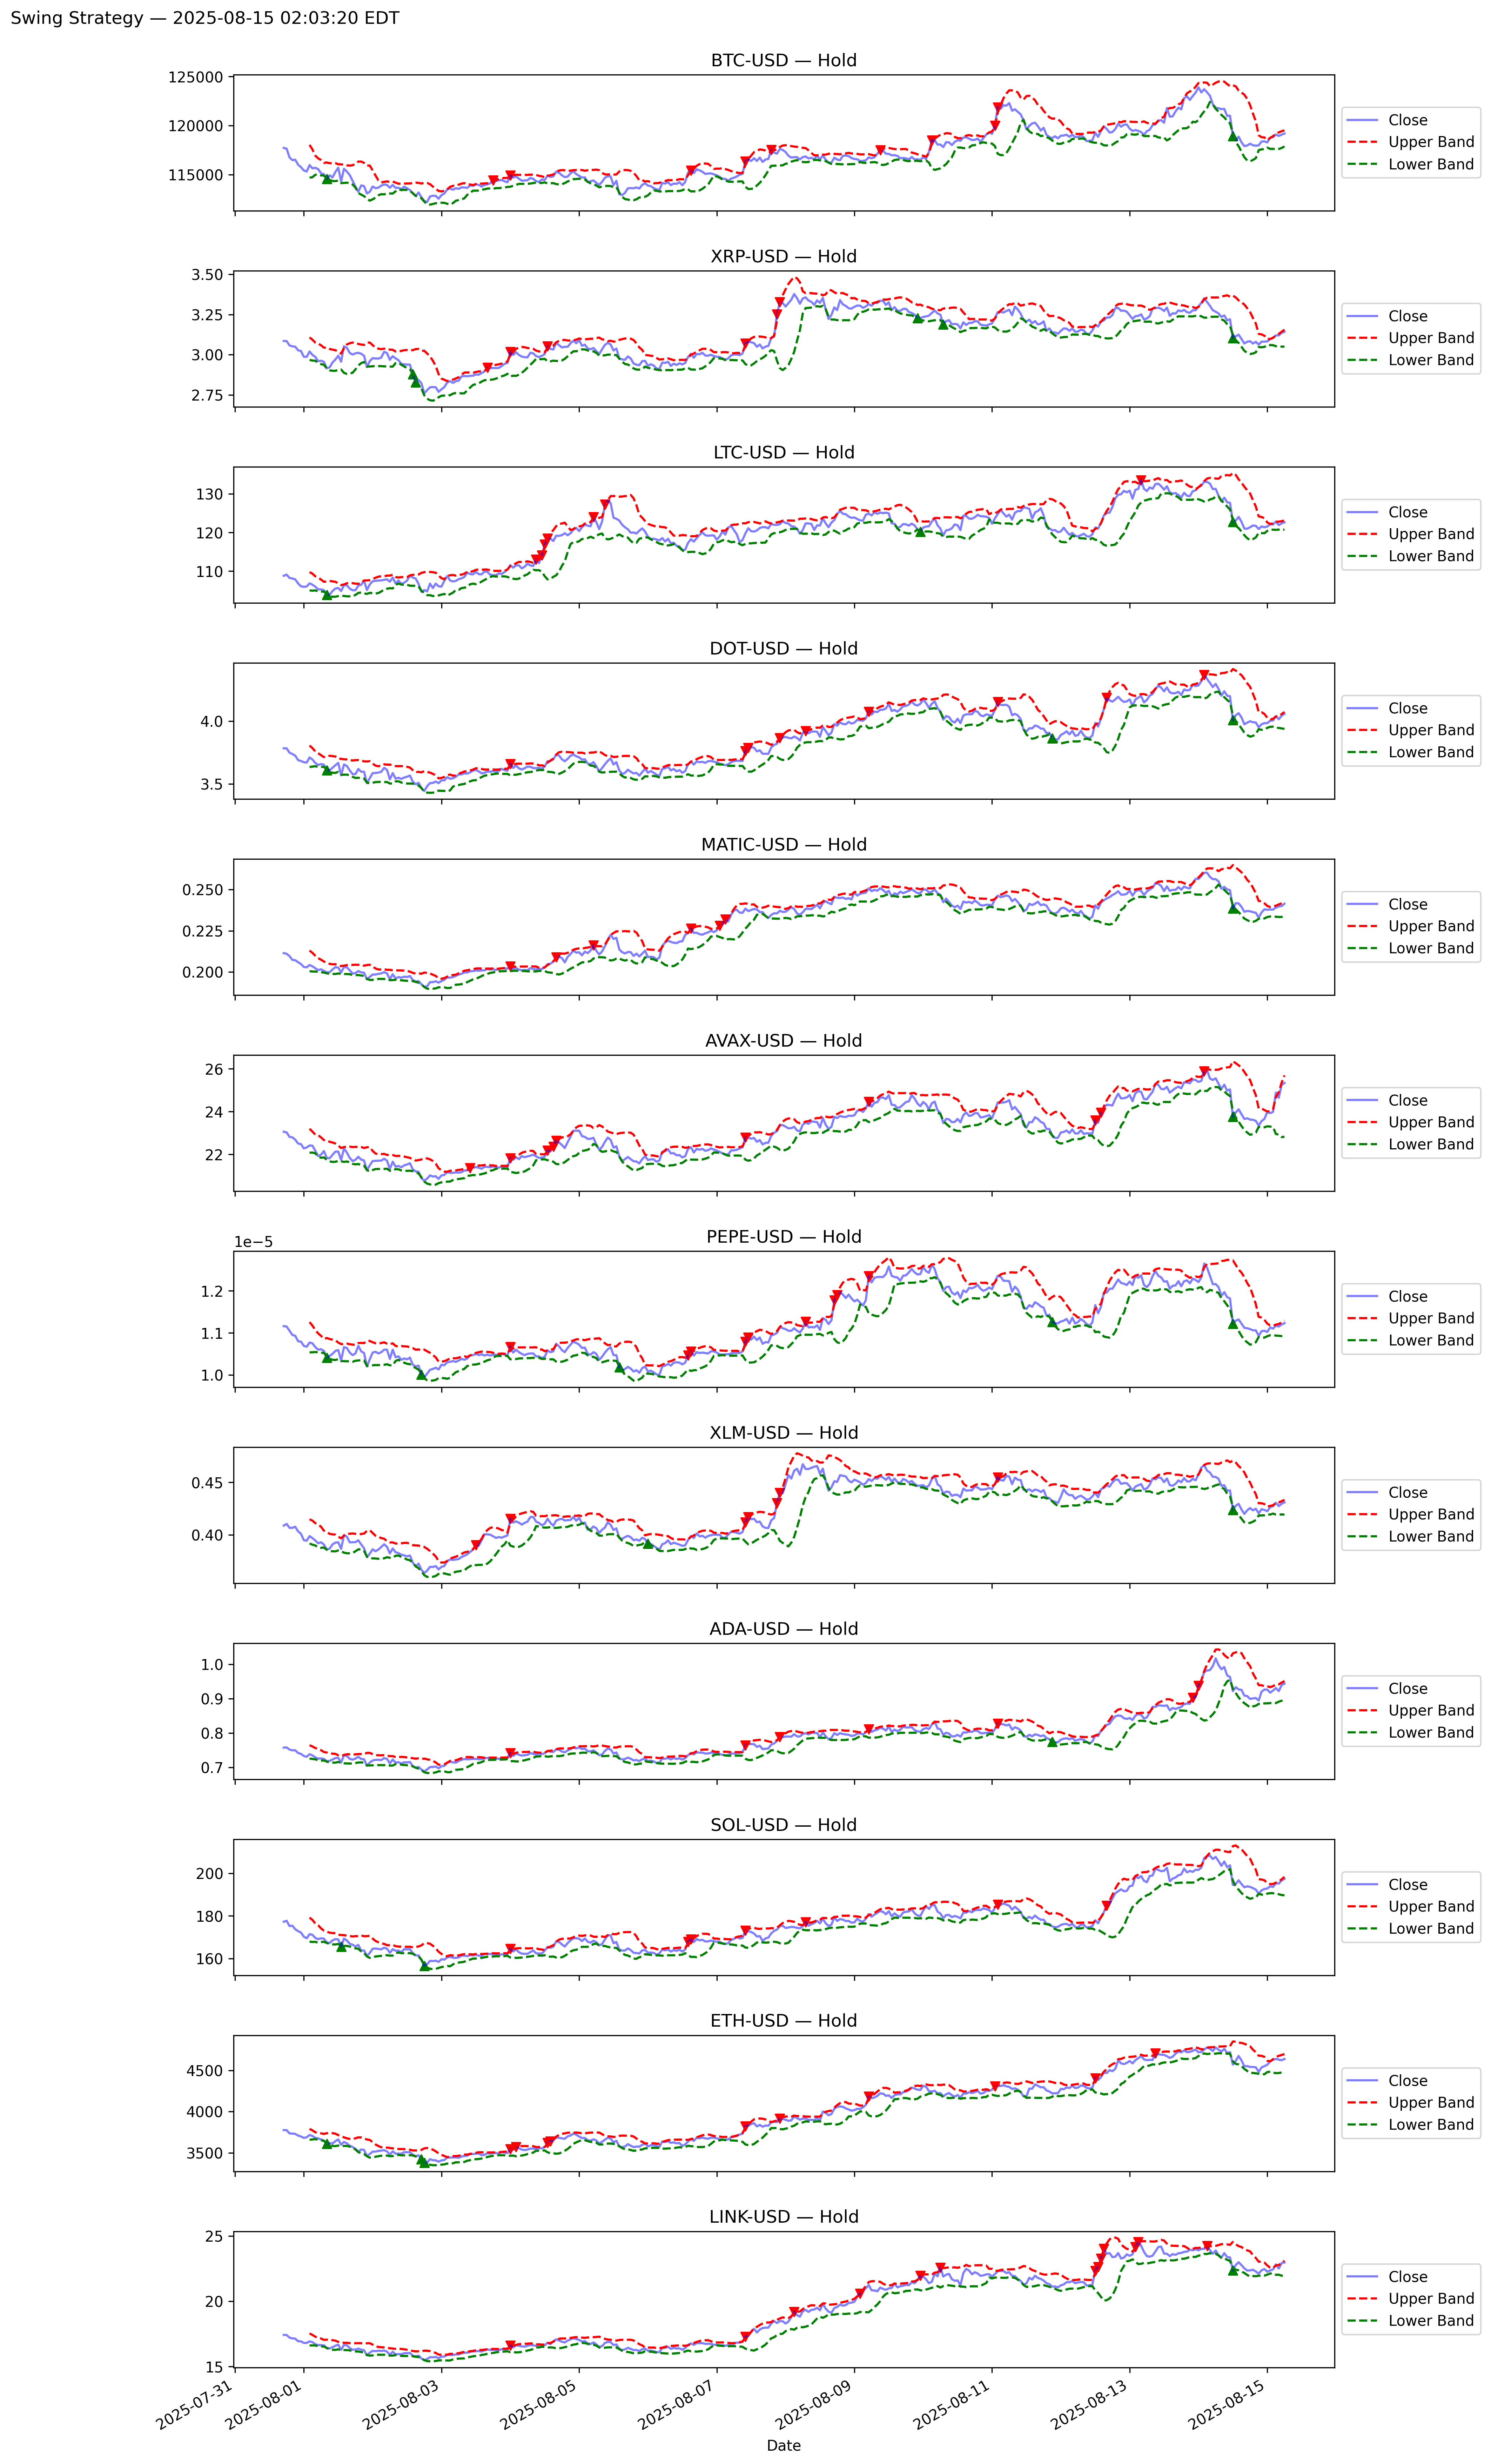 Swing Strategy — 2025-08-15 02:03:20 EDT
BTC-USD — Hold
125000
120000
115000
Close
Upper Band
Lower Band
XRP-USD — Hold
3.50
3.25
3.00
2.75
Close
Upper Band
Lower Band
LTC-USD — Hold
130
120
110
Close
Upper Band
Lower Band
DOT-USD — Hold
4.0
3.5
Close
Upper Band
Lower Band
MATIC-USD — Hold
0.250
0.225
0.200
Close
Upper Band
Lower Band
AVAX-USD — Hold
26
24
22
Close
Upper Band
Lower Band
PEPE-USD — Hold
1e−5
1.2
1.1
1.0
Close
Upper Band
Lower Band
XLM-USD — Hold
0.45
0.40
Close
Upper Band
Lower Band
ADA-USD — Hold
1.0
0.9
0.8
0.7
Close
Upper Band
Lower Band
SOL-USD — Hold
200
180
160
Close
Upper Band
Lower Band
ETH-USD — Hold
4500
4000
3500
Close
Upper Band
Lower Band
LINK-USD — Hold
25
20
15
Close
Upper Band
Lower Band
2025-07-31
2025-08-01
2025-08-03
2025-08-05
2025-08-07
2025-08-09
2025-08-11
2025-08-13
2025-08-15
Date